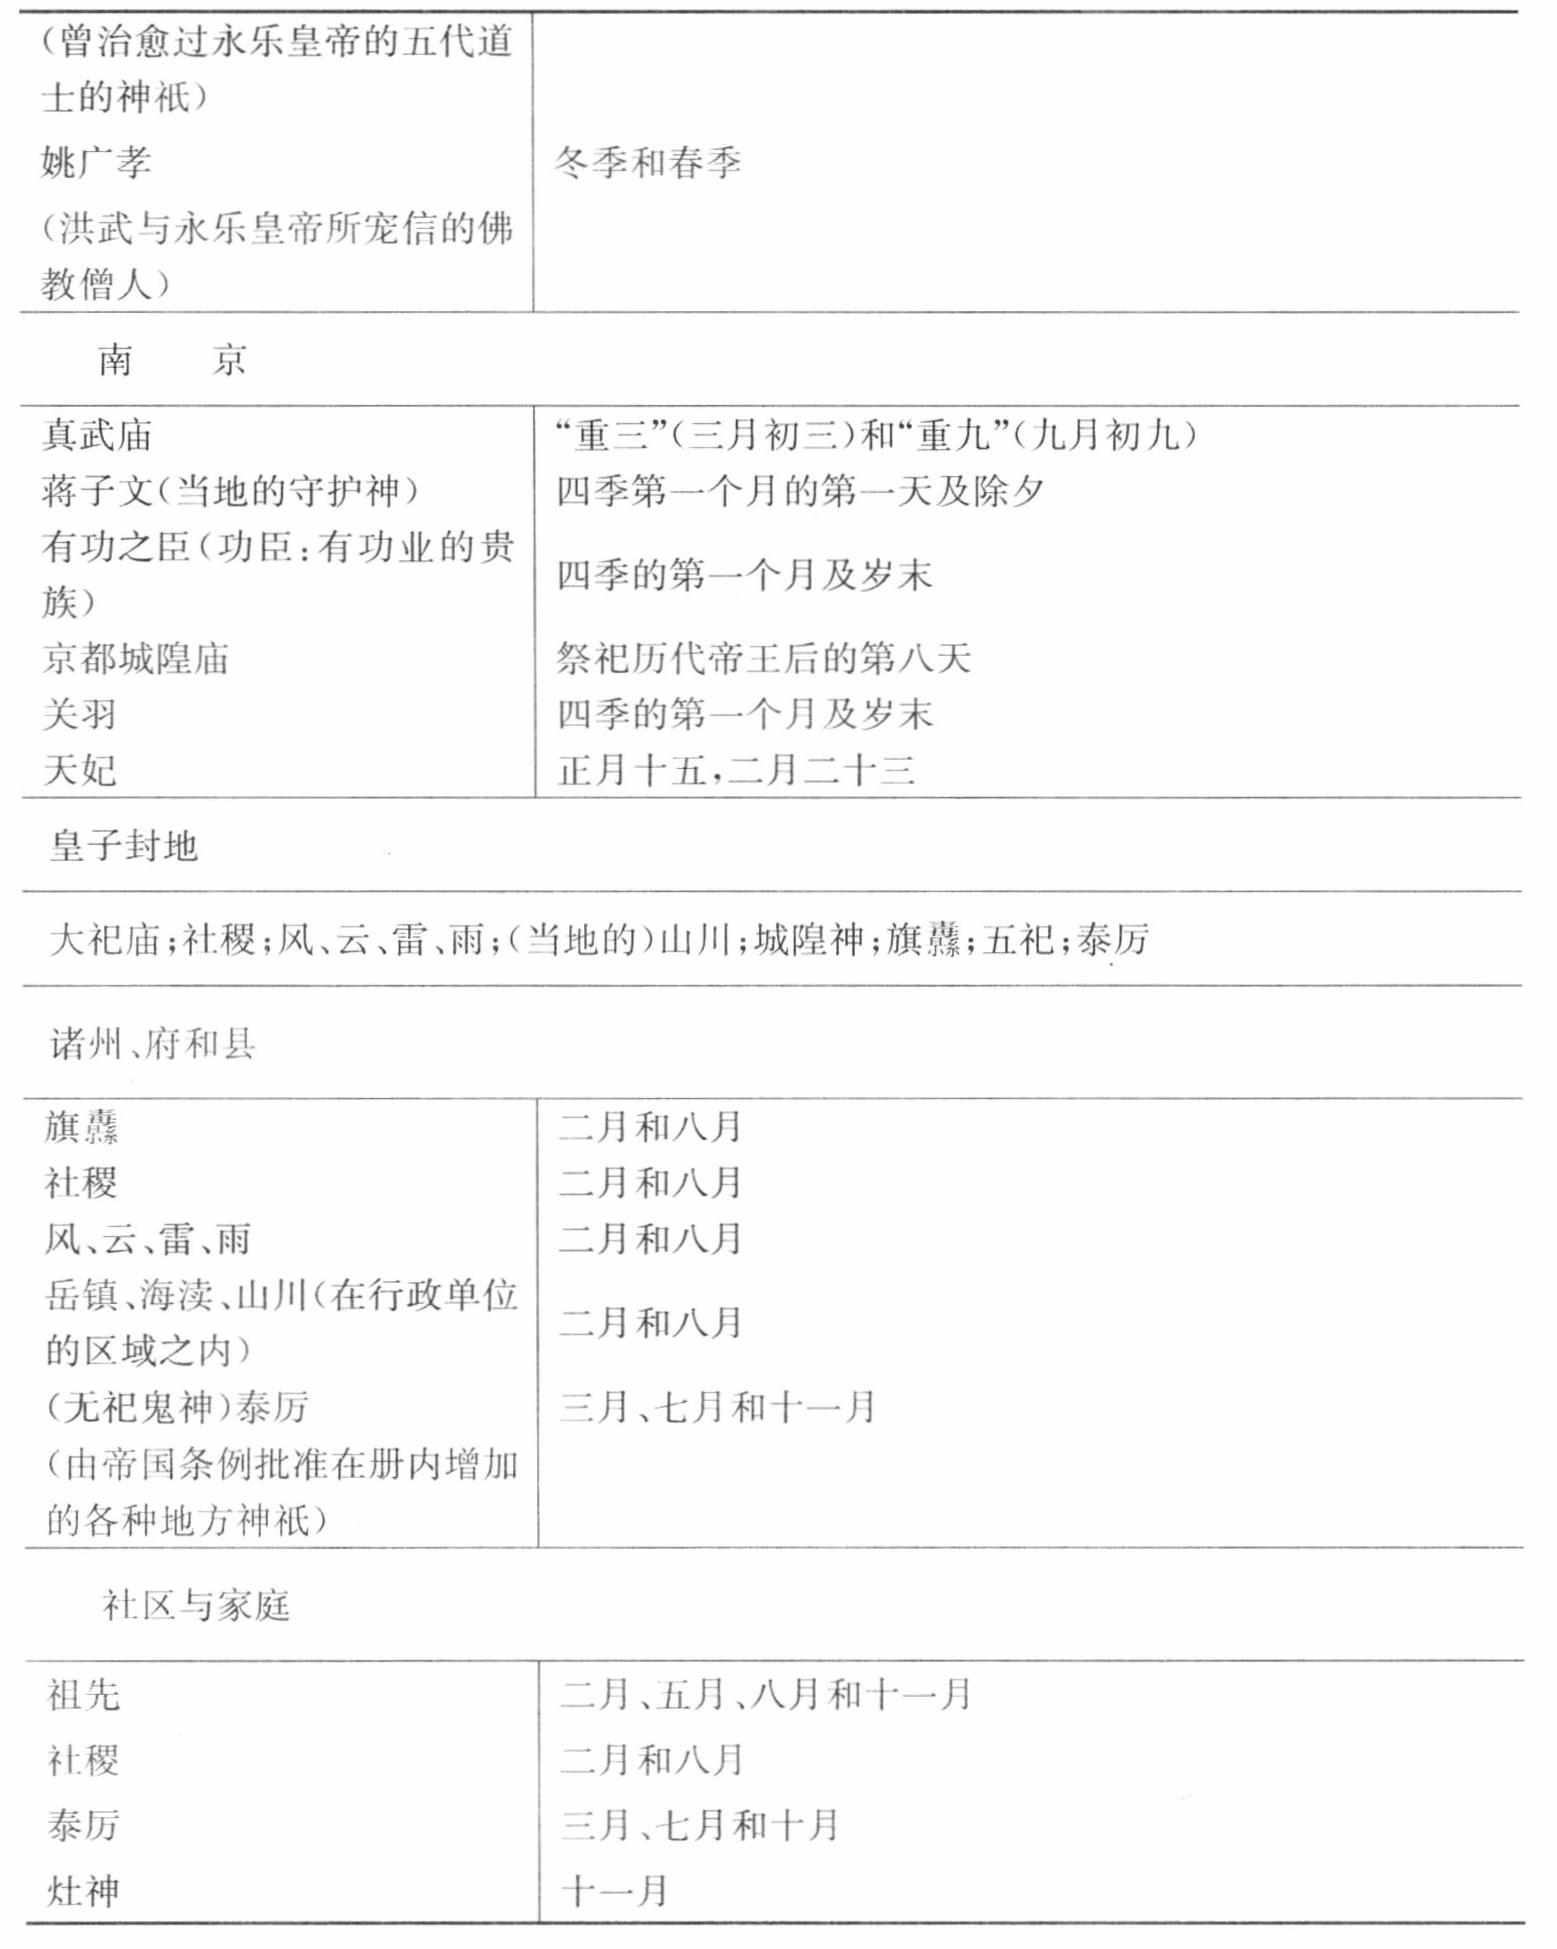 (曾治愈过永乐皇帝的五代道
士的神祇)
姚广孝 冬季和春季
(洪武与永乐皇帝所宠信的佛
教僧人)
南 京
真武庙 “重三”(三月初三)和“重九”(九月初九)
蒋子文(当地的守护神) 四季第一个月的第一天及除夕
有功之臣(功臣:有功业的贵
族) 四季的第一个月及岁末
京都城隍庙 祭祀历代帝王后的第八天
关羽 四季的第一个月及岁末
天妃 正月十五,二月二十三
皇子封地
大祀庙;社稷;风、云、雷、雨;(当地的)山川;城隍神;旗纛;五祀;泰厉
诸州、府和县
旗纛 二月和八月
社稷 二月和八月
风、云、雷、雨 二月和八月
岳镇、海渎、山川(在行政单位
的区域之内) 二月和八月
(无祀鬼神)泰厉 三月、七月和十一月
(由帝国条例批准在册内增加
的各种地方神祇)
社区与家庭
祖先 二月、五月、八月和十一月
社稷 二月和八月
泰厉 三月、七月和十月
灶神 十一月